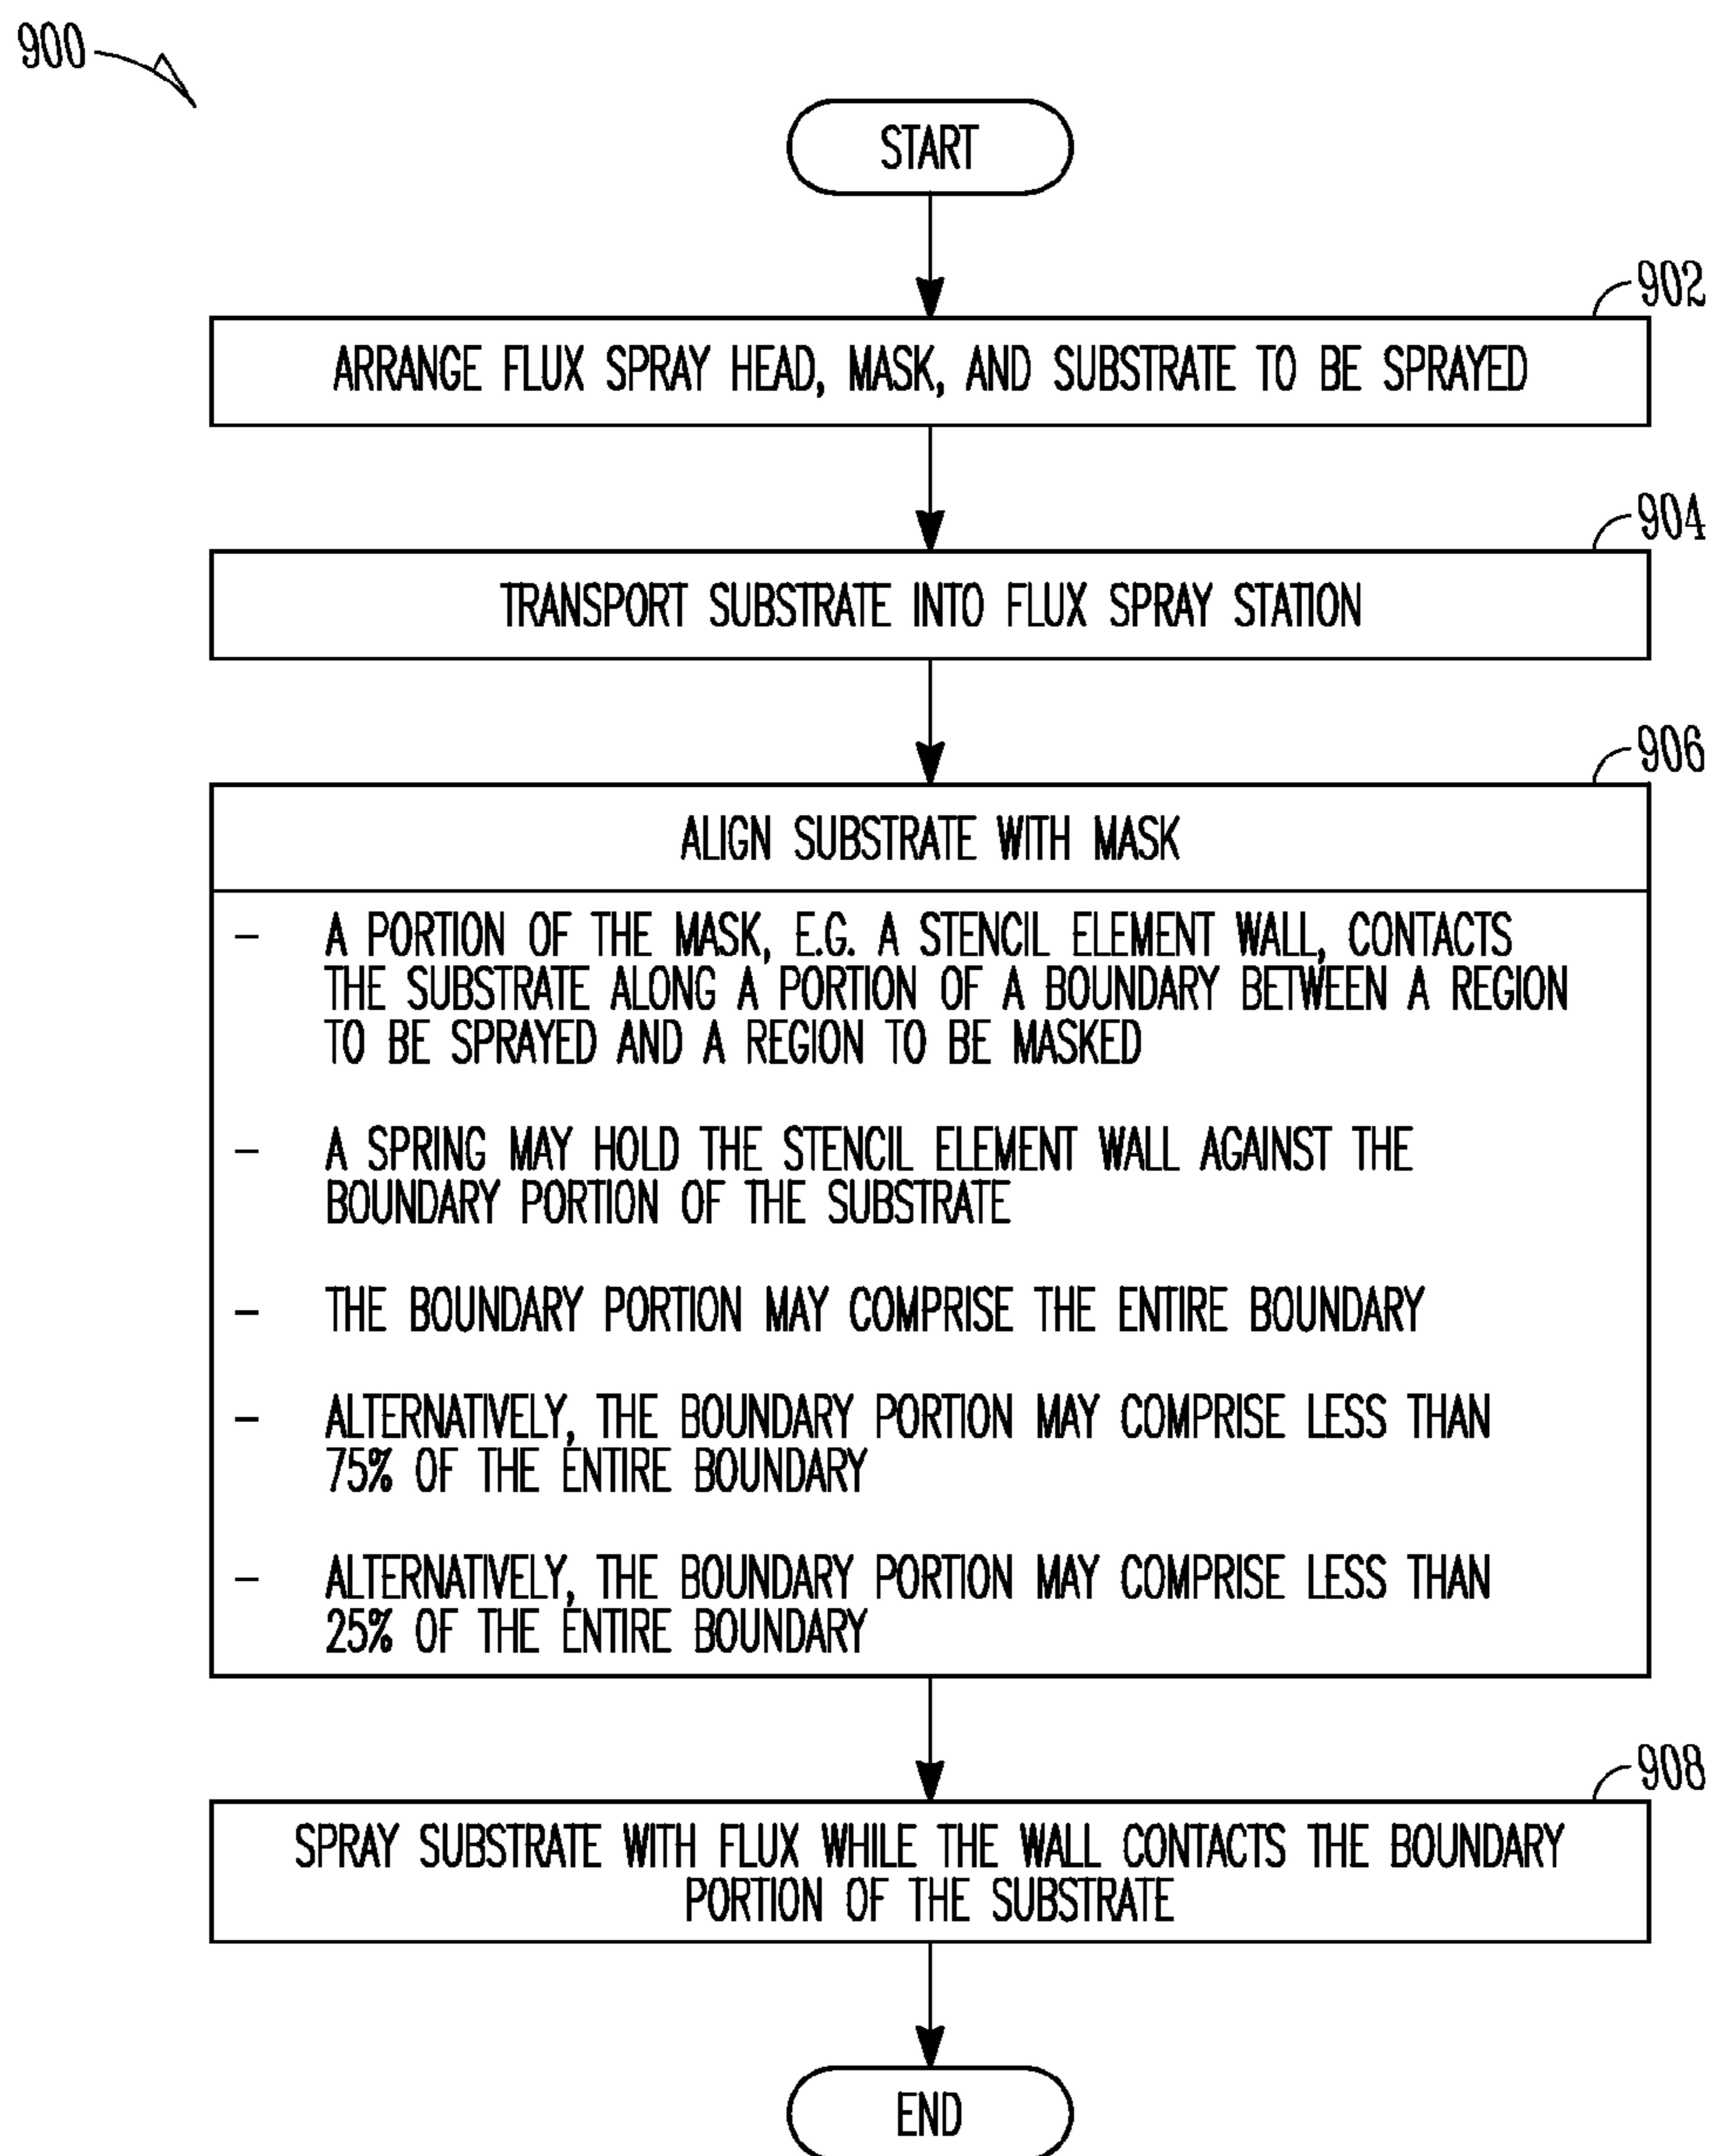 900
START
902
ARRANGE FLUX SPRAY HEAD, MASK, AND SUBSTRATE TO BE SPRAYED
904
TRANSPORT SUBSTRATE INTO FLUX SPRAY STATION
906
ALIGN SUBSTRATE WITH MASK
- A PORTION OF THE MASK, E.G. A STENCIL ELEMENT WALL, CONTACTS
THE SUBSTRATE ALONG A PORTION OF A BOUNDARY BETWEEN A REGION
TO BE SPRAYED AND A REGION TO BE MASKED
- A SPRING MAY HOLD THE STENCIL ELEMENT WALL AGAINST THE
BOUNDARY PORTION OF THE SUBSTRATE
- THE BOUNDARY PORTION MAY COMPRISE THE ENTIRE BOUNDARY
- ALTERNATIVELY, THE BOUNDARY PORTION MAY COMPRISE LESS THAN
75% OF THE ENTIRE BOUNDARY
- ALTERNATIVELY, THE BOUNDARY PORTION MAY COMPRISE LESS THAN
25% OF THE ENTIRE BOUNDARY
908
SPRAY SUBSTRATE WITH FLUX WHILE THE WALL CONTACTS THE BOUNDARY
PORTION OF THE SUBSTRATE
END